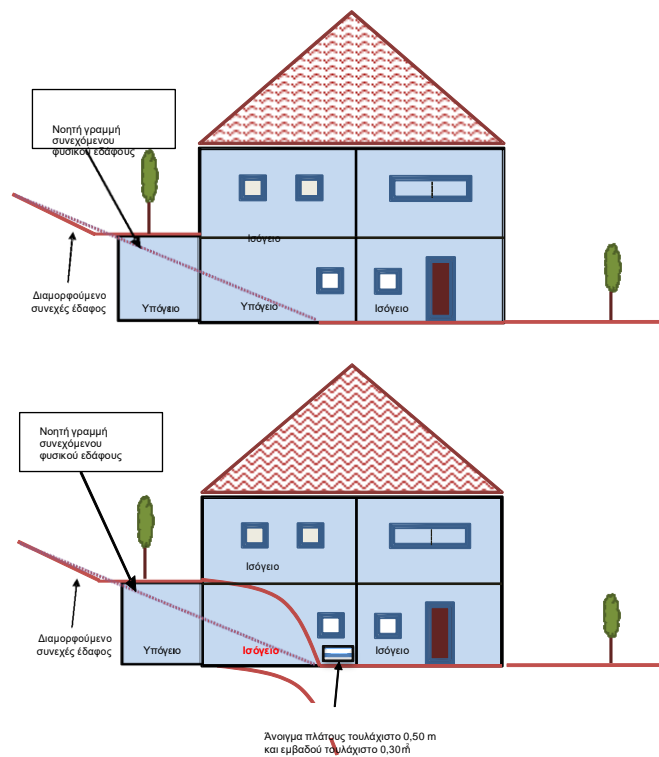 Νοητή γραμμή
συνεχόμενου
φυσικού εδάφους
Ισόγειο
Διαμορφούμενο
συνεχές έδαφος
Υπόγειο
Υπόγειο
Ισόγειο
Νοητή γραμμή
συνεχόμενου
φυσικού εδάφους
Ισόγειο
Διαμορφούμενο
συνεχές έδαφος
Υπόγειο
Ισόγειο
Ισόγειο
Άνοιγμα πλάτους τουλάχιστο 0,50 m
και εμβαδού τουλάχιστο 0,30m²